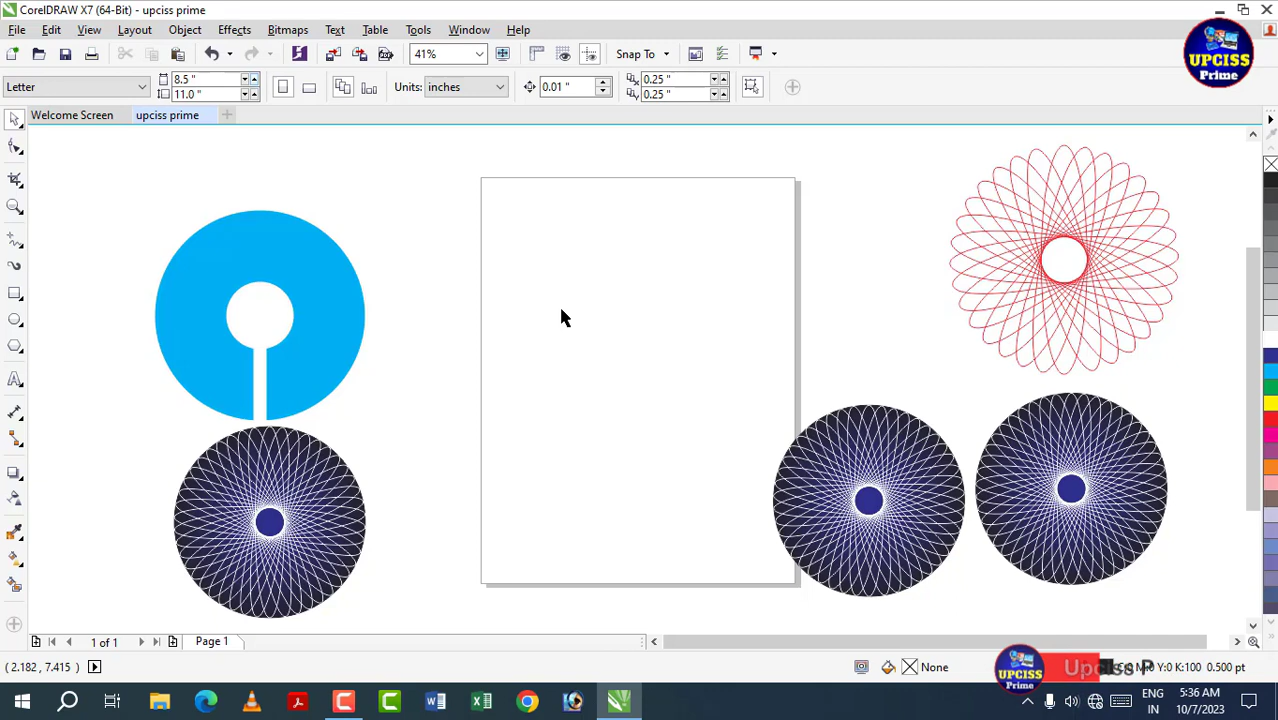 CorelDRAW X7 (64-Bit) - upciss prime
File Edit View Layout Object Effects Bitmaps Text Table Tools Window Help
41% Snap To
UPCISS
Prime
Letter 8.5 " 11.0 " Units: inches 0.01 " 0.25 " 0.25 "
Welcome Screen upciss prime
1 of 1 Page 1
(2.182 , 7.415) None Y:0 K:100 0.500 pt
UPCISS
Prime
Upciss P
ENG
IN
5:36 AM
10/7/2023